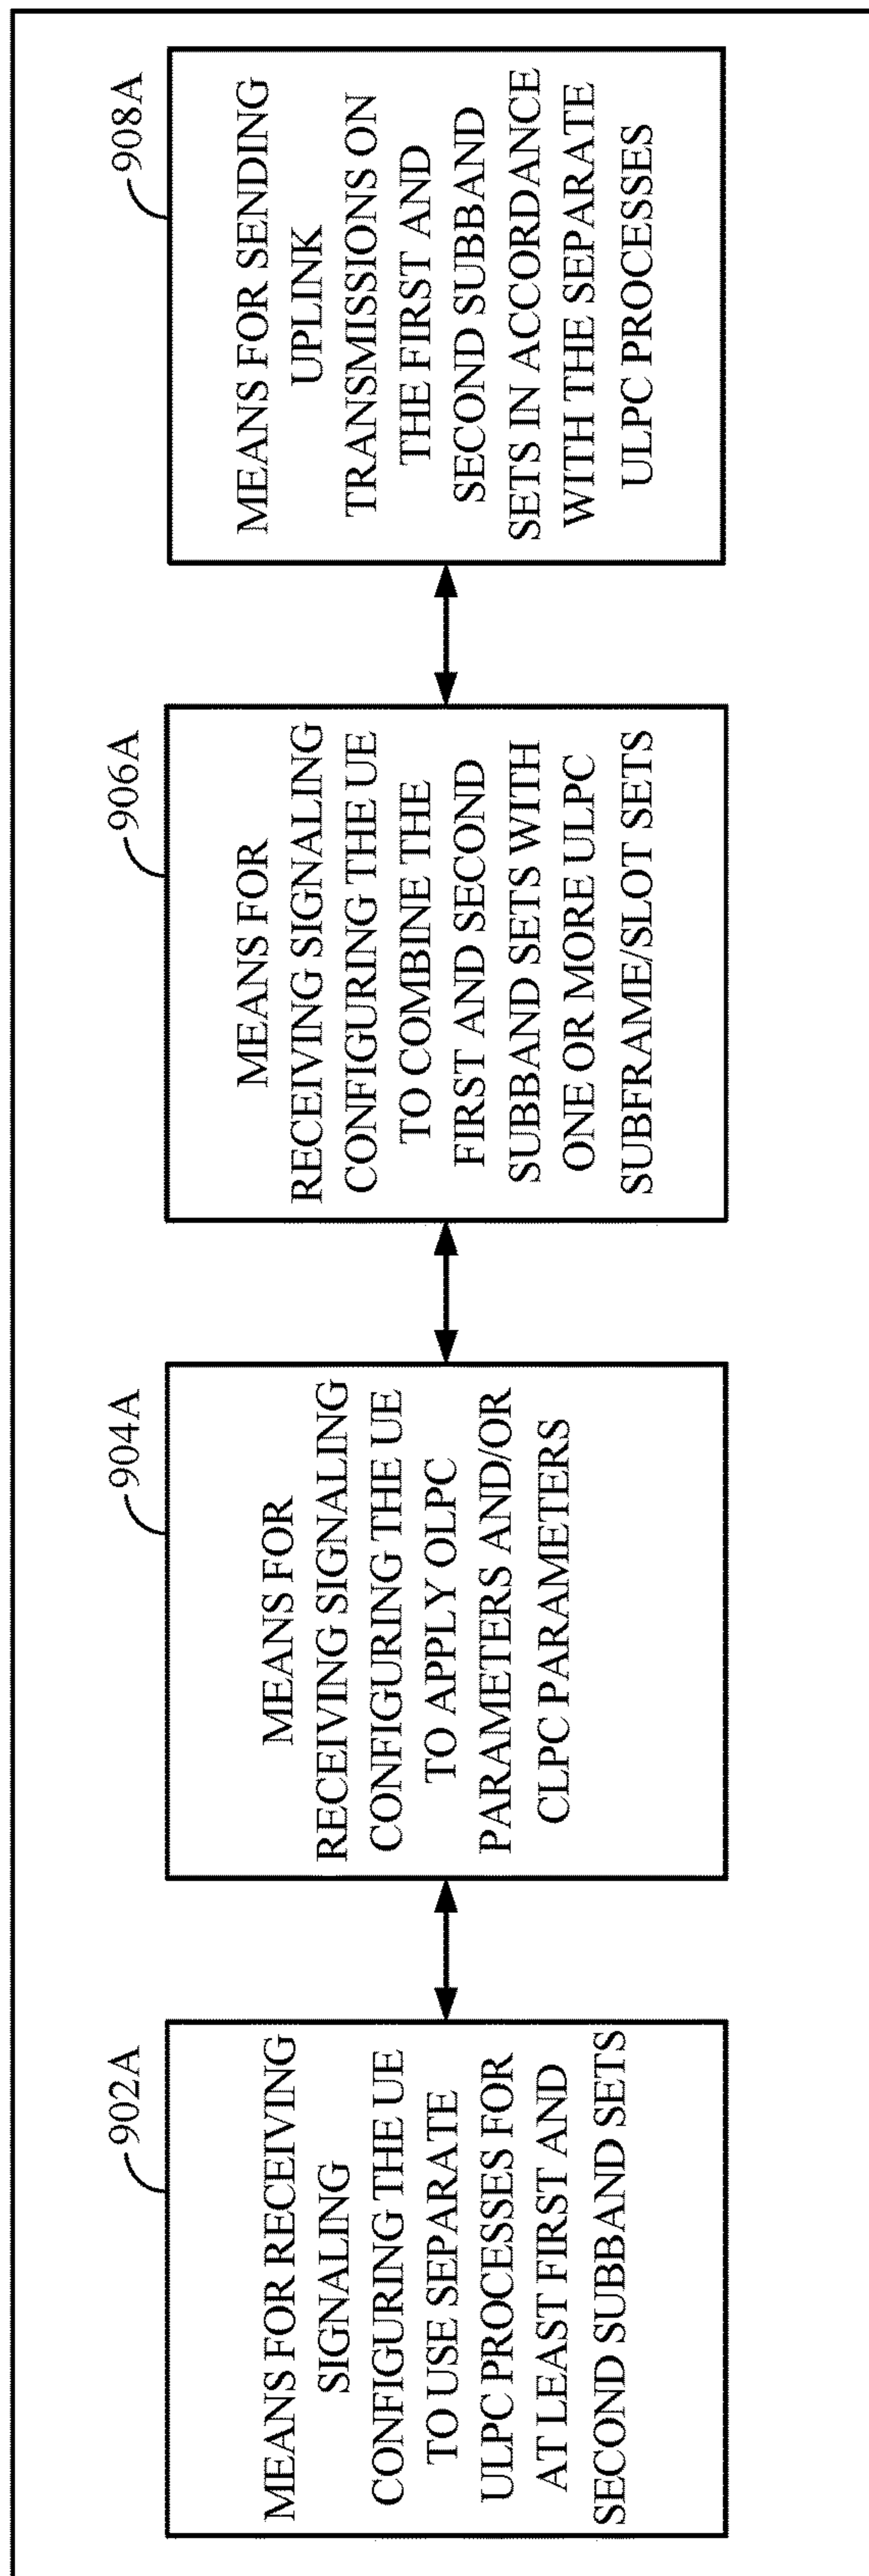 902A
MEANS FOR RECEIVING
SIGNALING
CONFIGURING THE UE
TO USE SEPARATE
ULPC PROCESSES FOR
AT LEAST FIRST AND
SECOND SUBBAND SETS
904A
MEANS FOR
RECEIVING SIGNALING
CONFIGURING THE UE
TO APPLY OLPC
PARAMETERS AND/OR
CLPC PARAMETERS
906A
MEANS FOR
RECEIVING SIGNALING
CONFIGURING THE UE
TO COMBINE THE
FIRST AND SECOND
SUBBAND SETS WITH
ONE OR MORE ULPC
SUBFRAME/SLOT SETS
908A
MEANS FOR SENDING
UPLINK
TRANSMISSIONS ON
THE FIRST AND
SECOND SUBBAND
SETS IN ACCORDANCE
WITH THE SEPARATE
ULPC PROCESSES